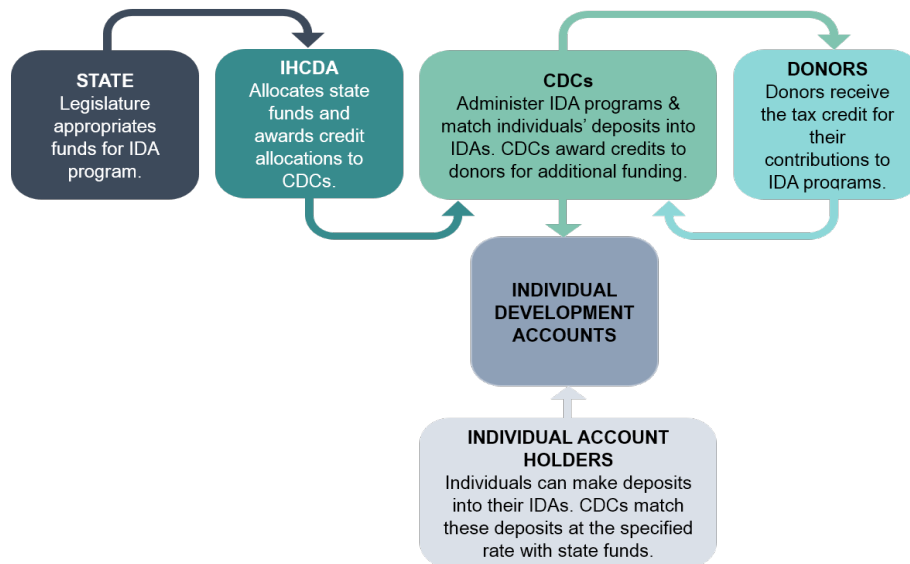 STATE
Legislature
appropriates
funds for IDA
program.
IHCDA
Allocates state
funds and
awards credit
allocations to
CDCs.
CDCs
Administer IDA programs &
match individuals’ deposits into
IDAs. CDCs award credits to
donors for additional funding.
DONORS
Donors receive
the tax credit for
their
contributions to
IDA programs.
INDIVIDUAL
DEVELOPMENT
ACCOUNTS
INDIVIDUAL ACCOUNT
HOLDERS
Individuals can make deposits
into their IDAs. CDCs match
these deposits at the specified
rate with state funds.